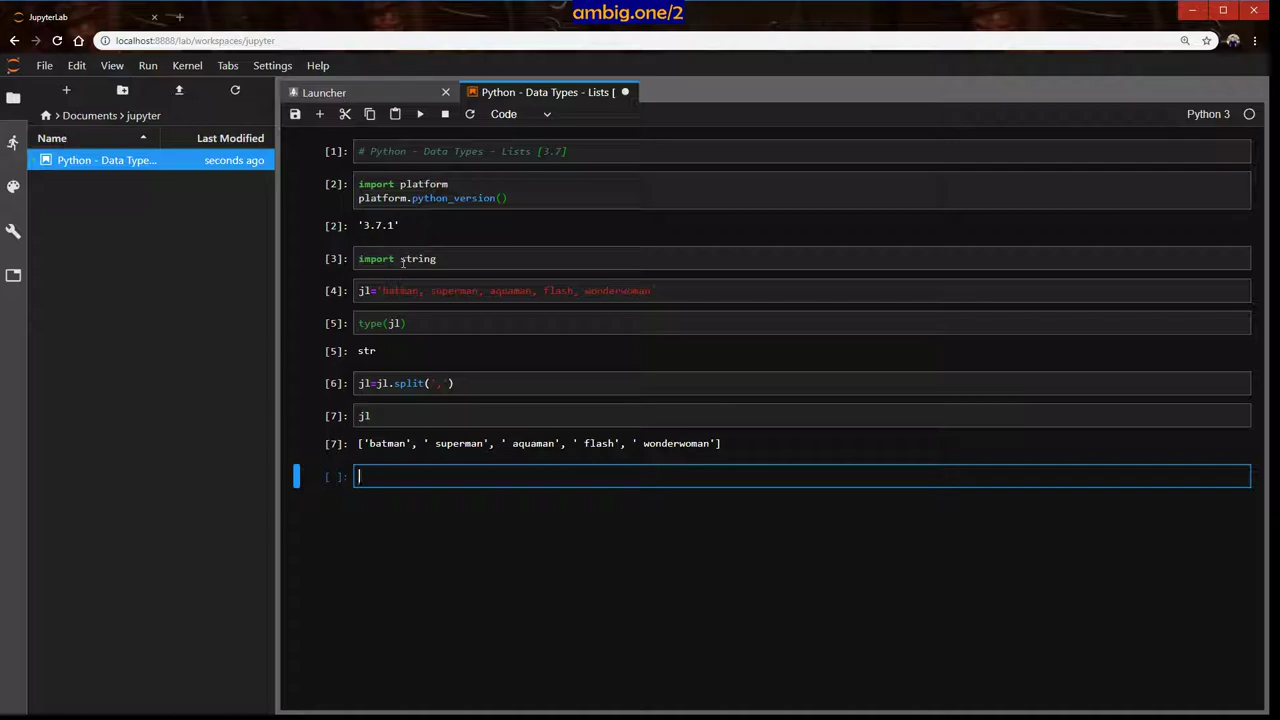 ambig.one/2
JupyterLab
localhost:8888/lab/workspaces/jupyter
File Edit View Run Kernel Tabs Settings Help
Launcher
Python - Data Types - Lists [
Code
Python 3
Documents jupyter
Name Last Modified
Python - Data Type... seconds ago
[1]: # Python - Data Types - Lists [3.7]
[2]: import platform
platform.python_version()
[2]: '3.7.1'
[3]: import string
[4]: jl='batman, superman, aquaman, flash, wonderwoman'
[5]: type(jl)
[5]: str
[6]: jl=jl.split(',')
[7]: jl
[7]: ['batman', ' superman', ' aquaman', ' flash', ' wonderwoman']
[ ]: